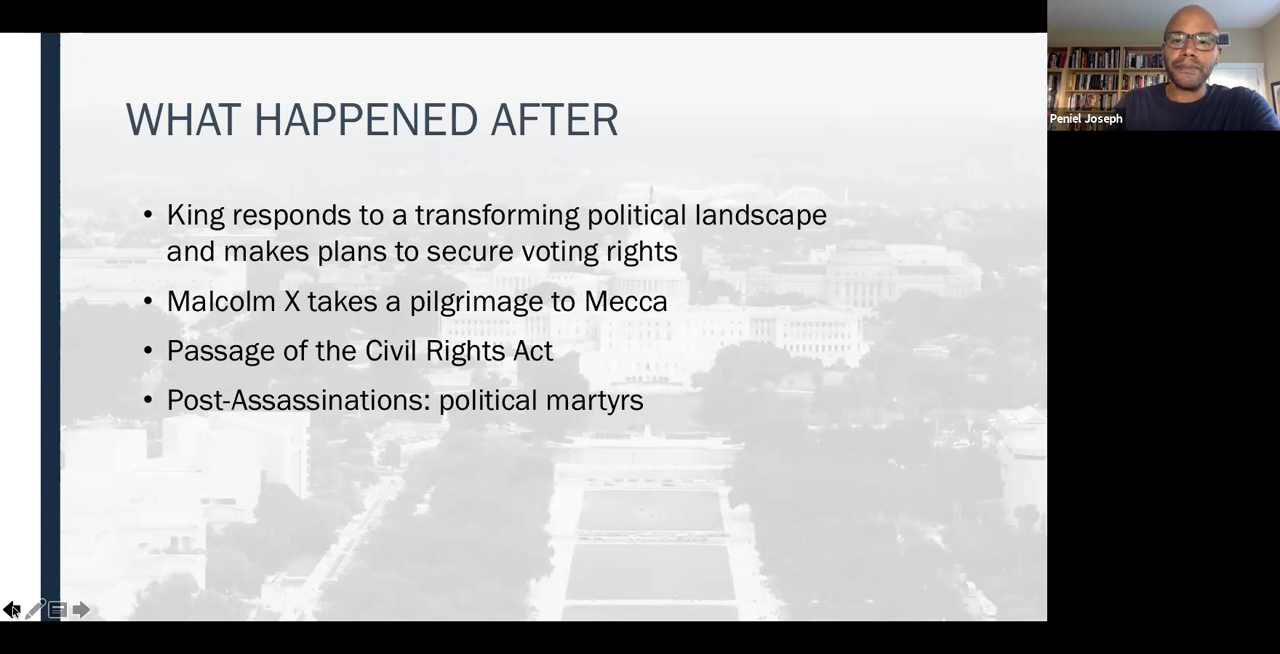 WHAT HAPPENED AFTER
• King responds to a transforming political landscape
and makes plans to secure voting rights
• Malcolm X takes a pilgrimage to Mecca
• Passage of the Civil Rights Act
• Post-Assassinations: political martyrs
Peniel Joseph